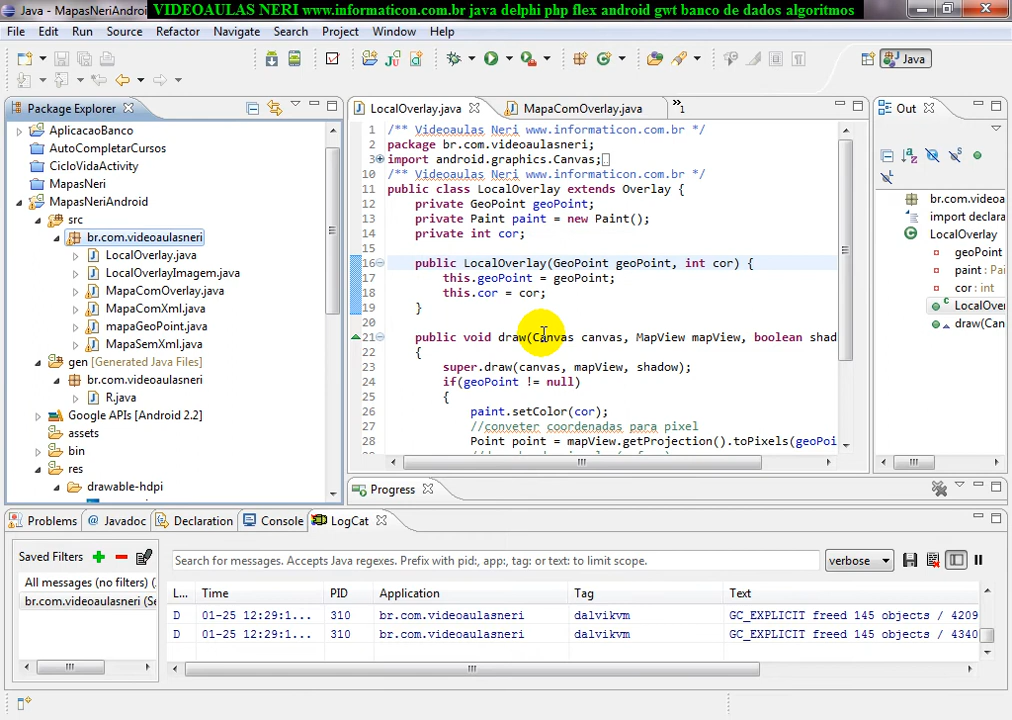 Java - MapasNeriAndroi
VIDEOAULAS NERI www.informaticon.com.br java delphi php flex android gwt banco de dados algoritmos
File Edit Run Source Refactor Navigate Search Project Android Window Help
Java
Package Explorer
AplicacaoBanco
AutoCompletarCursos
CicloVidaActivity
MapasNeri
MapasNeriAndroid
src
br.com.videoaulasneri
LocalOverlay.java
LocalOverlayImagem.java
MapaComOverlay.java
MapaComXml.java
mapaGeoPoint.java
MapaSemXml.java
gen [Generated Java Files]
br.com.videoaulasneri
R.java
Google APIs [Android 2.2]
assets
bin
res
drawable-hdpi
LocalOverlay.java MapaComOverlay.java »1
1 /** Videoaulas Neri www.informaticon.com.br */
2 package br.com.videoaulasneri;
3 import android.graphics.Canvas;
10 /** Videoaulas Neri www.informaticon.com.br */
11 public class LocalOverlay extends Overlay {
12 private GeoPoint geoPoint;
13 private Paint paint = new Paint();
14 private int cor;
15
16 public LocalOverlay(GeoPoint geoPoint, int cor) {
17 this.geoPoint = geoPoint;
18 this.cor = cor;
19 }
20
21 public void draw(Canvas canvas, MapView mapView, boolean shad
22 {
23 super.draw(canvas, mapView, shadow);
24 if(geoPoint != null)
25 {
26 paint.setColor(cor);
27 //conveter coordenadas para pixel
28 Point point = mapView.getProjection().toPixels(geoPoi
Out
br.com.videoa
import declara
LocalOverlay
geoPoint
paint : Pai
cor : int
LocalOver
draw(Can
Progress
Problems @ Javadoc Declaration Console LogCat
Saved Filters
All messages (no filters) (
br.com.videoaulasneri (Se
Search for messages. Accepts Java regexes. Prefix with pid:, app:, tag: or text: to limit scope.
verbose
L... Time PID Application Tag Text
D 01-25 12:29:1... 310 br.com.videoaulasneri dalvikvm GC_EXPLICIT freed 145 objects / 4209
D 01-25 12:29:1... 310 br.com.videoaulasneri dalvikvm GC_EXPLICIT freed 145 objects / 4340